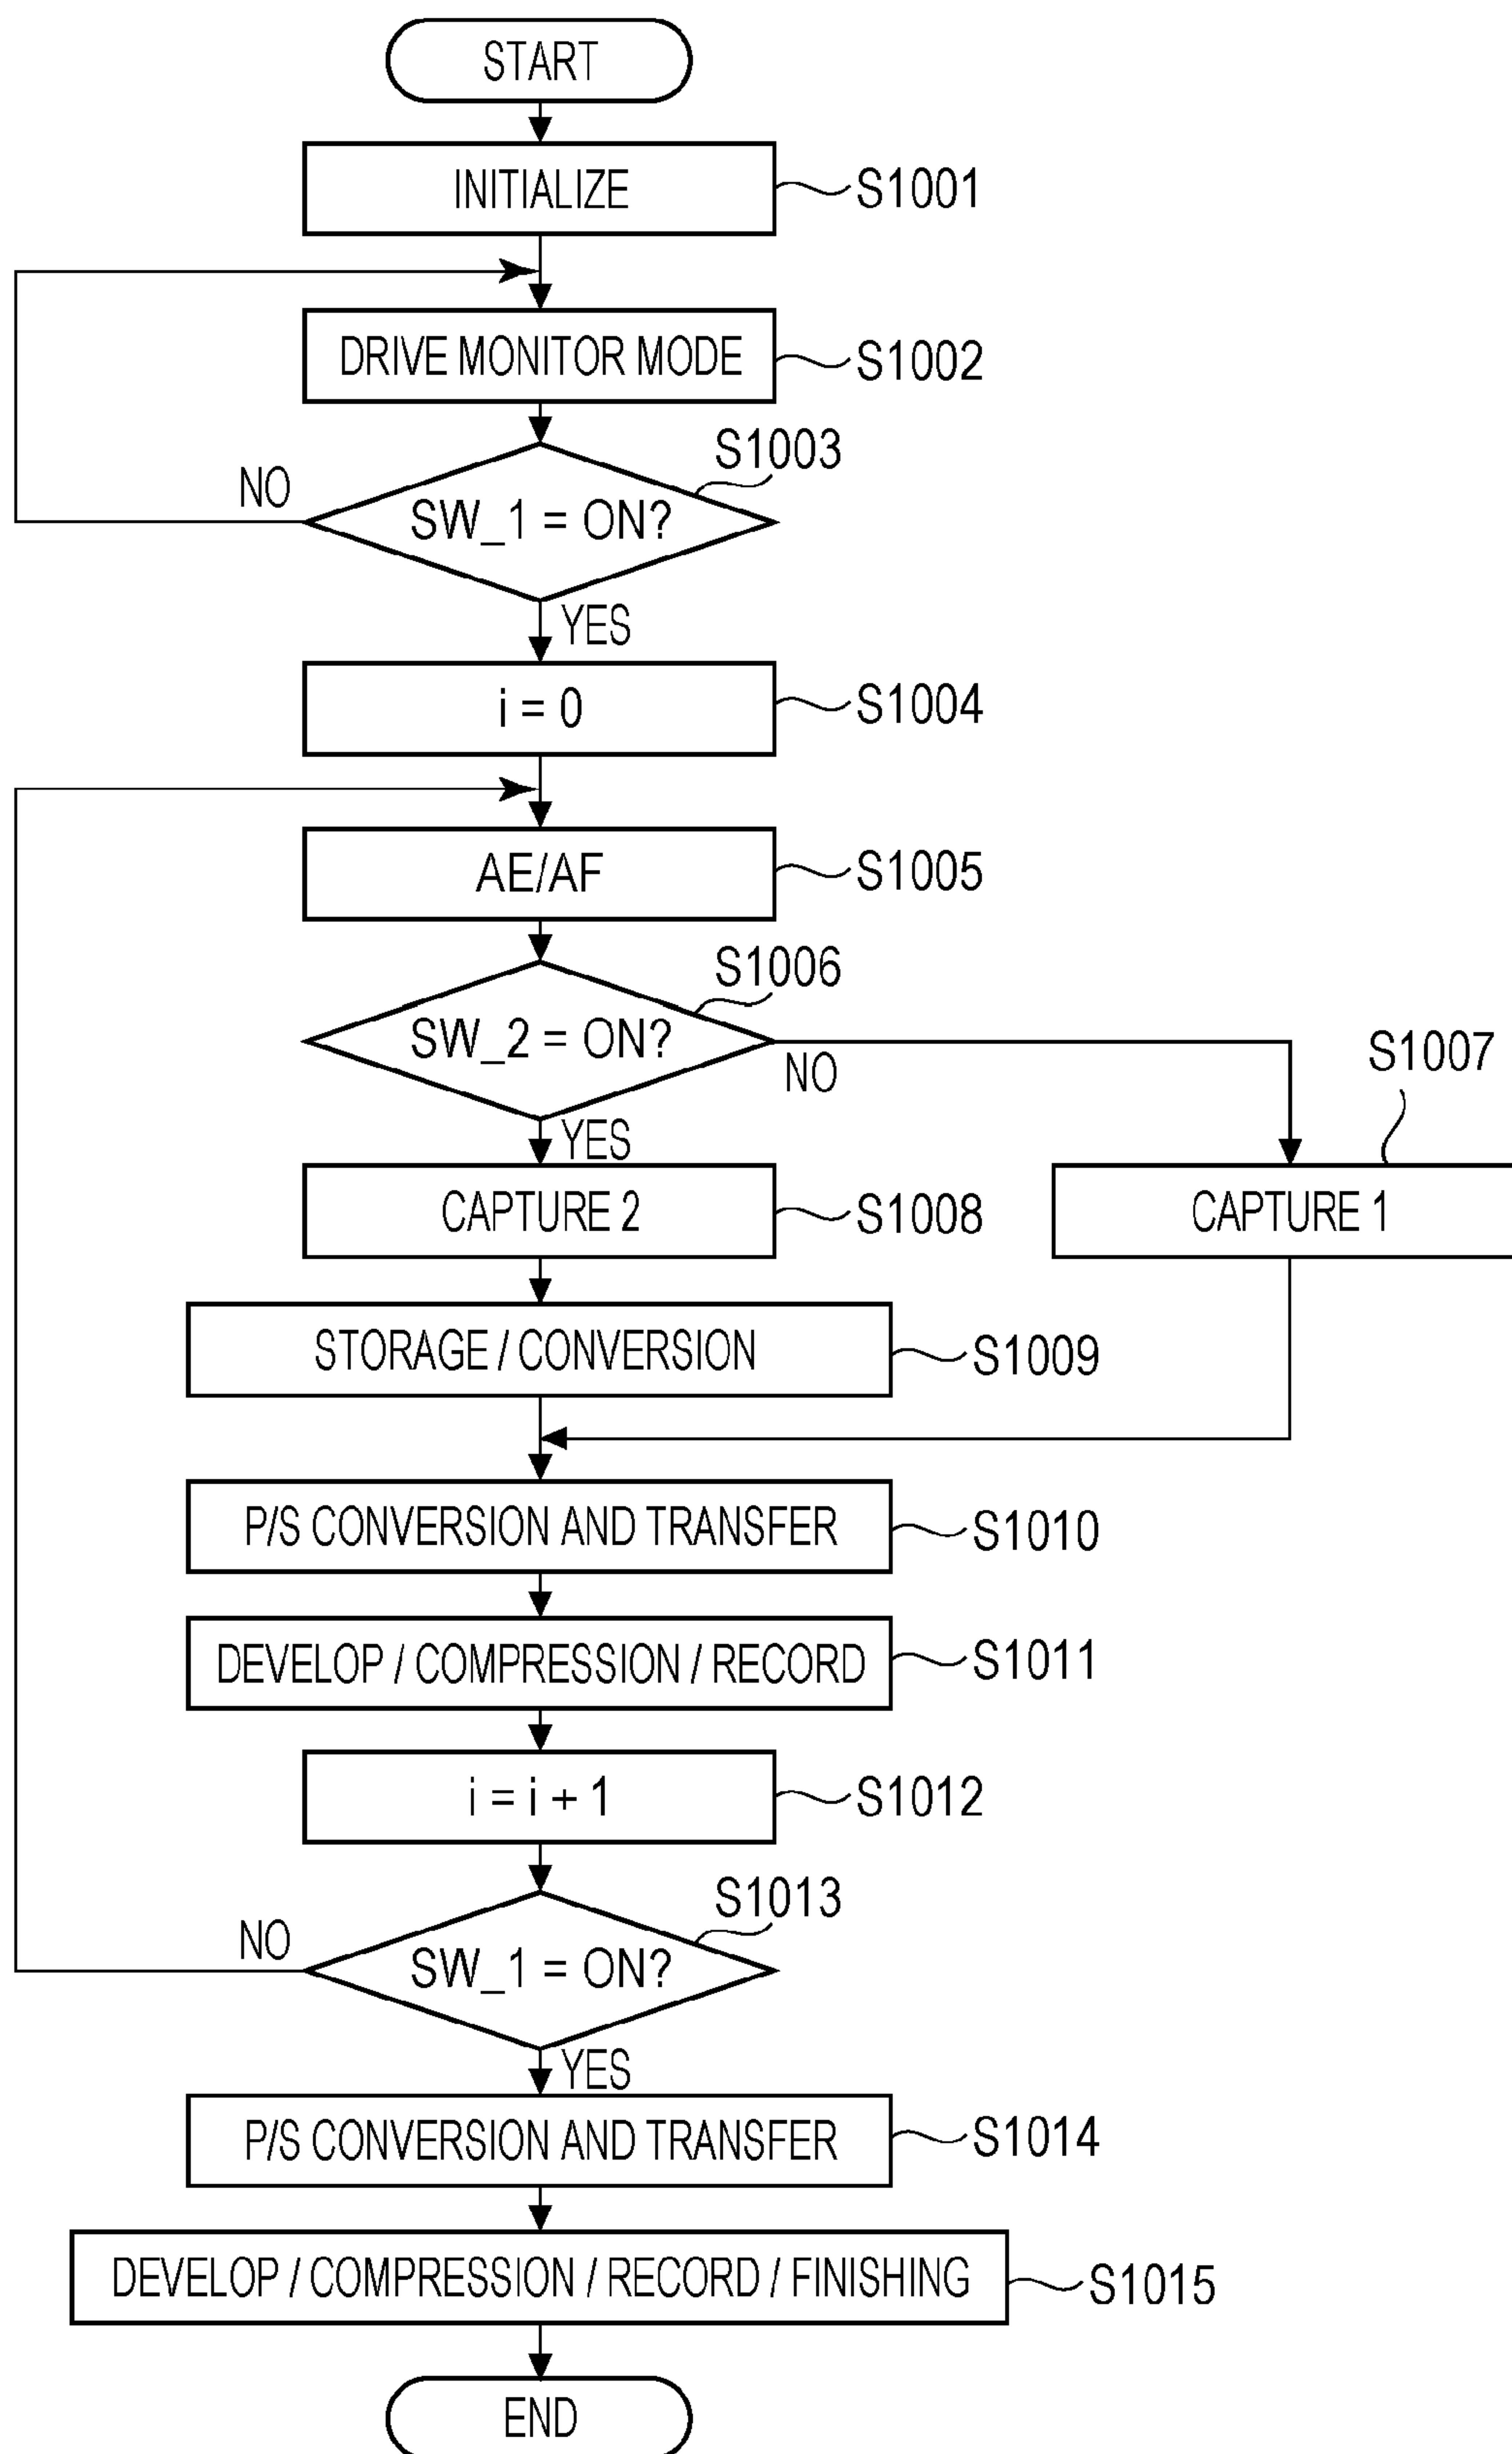 START
INITIALIZE
S1001
DRIVE MONITOR MODE
S1002
S1003
NO
SW_1 = ON?
YES
i = 0
S1004
AE/AF
S1005
S1006
SW_2 = ON?
NO
S1007
YES
CAPTURE 2
S1008
CAPTURE 1
STORAGE / CONVERSION
S1009
P/S CONVERSION AND TRANSFER
S1010
DEVELOP / COMPRESSION / RECORD
S1011
i = i + 1
S1012
S1013
NO
SW_1 = ON?
YES
P/S CONVERSION AND TRANSFER
S1014
DEVELOP / COMPRESSION / RECORD / FINISHING
S1015
END